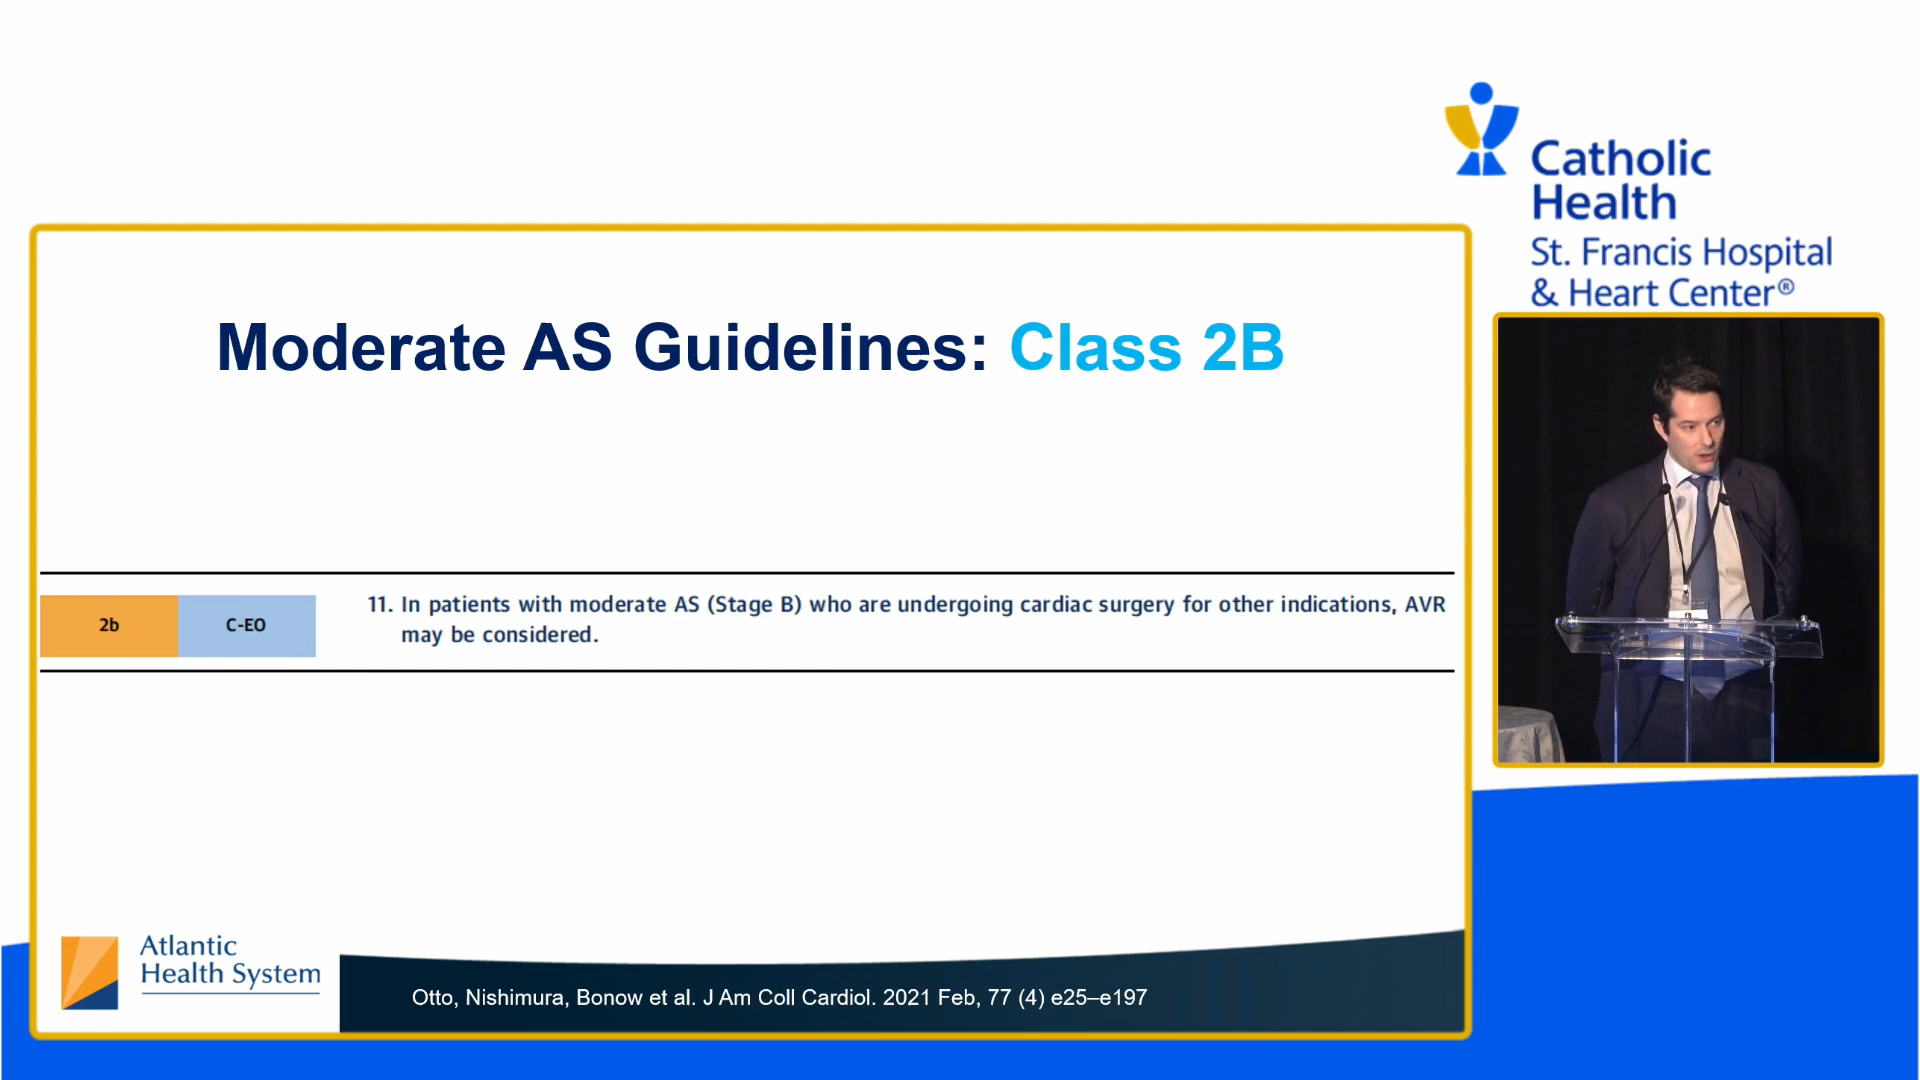 Catholic
Health
St. Francis Hospital
& Heart Center®
Moderate AS Guidelines: Class 2B
2b C-EO 11. In patients with moderate AS (Stage B) who are undergoing cardiac surgery for other indications, AVR
may be considered.
Atlantic
Health System
Otto, Nishimura, Bonow et al. J Am Coll Cardiol. 2021 Feb, 77 (4) e25–e197